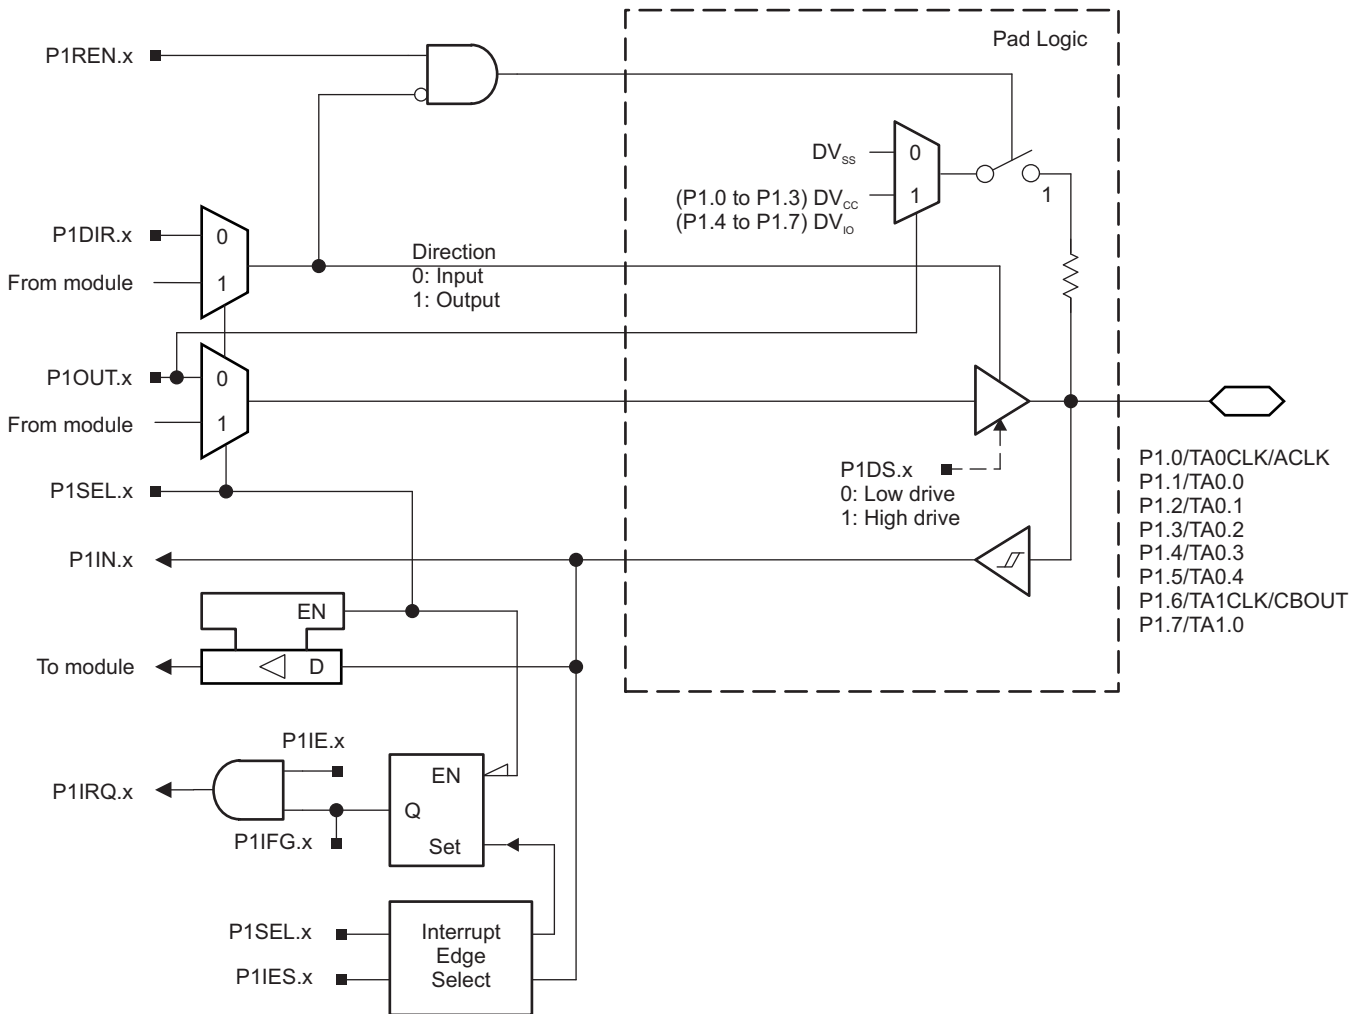 Pad Logic
P1REN.x
DVSS
0
(P1.0 to P1.3) DVCC
1
(P1.4 to P1.7) DVIO
1
P1DIR.x
0
From module
1
Direction
0: Input
1: Output
P1OUT.x
0
From module
1
P1SEL.x
P1DS.x
0: Low drive
1: High drive
P1.0/TA0CLK/ACLK
P1.1/TA0.0
P1.2/TA0.1
P1.3/TA0.2
P1.4/TA0.3
P1.5/TA0.4
P1.6/TA1CLK/CBOUT
P1.7/TA1.0
P1IN.x
EN
To module
D
P1IE.x
P1IRQ.x
EN
Q
P1IFG.x
Set
P1SEL.x
P1IES.x
Interrupt
Edge
Select